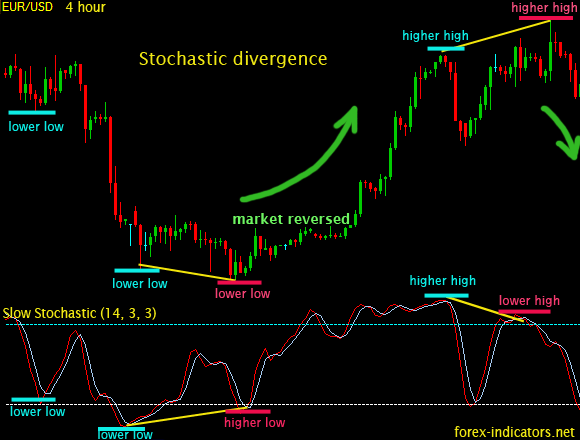 EUR/USD 4 hour
higher high
higher high
Stochastic divergence
lower low
market reversed
lower low
lower low
higher high
lower high
Slow Stochastic (14, 3, 3)
lower low
higher low
lower low
forex-indicators.net